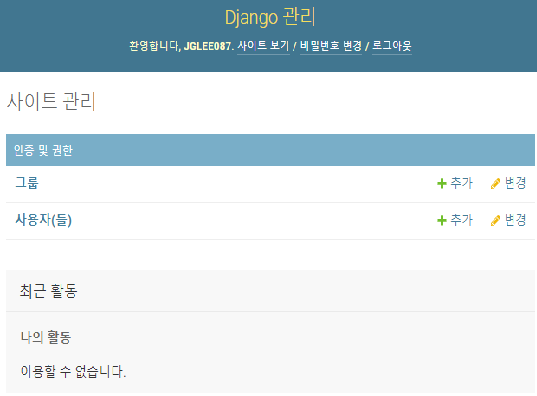 Django 관리
환영합니다, JGLEE087. 사이트 보기 / 비밀번호 변경 / 로그아웃
사이트 관리
인증 및 권한
그룹 추가 변경
사용자(들) 추가 변경
최근 활동
나의 활동
이용할 수 없습니다.